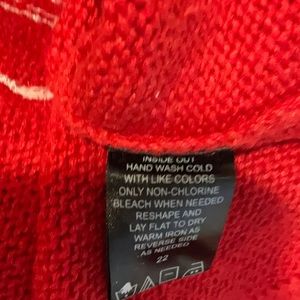 INSIDE OUT
HAND WASH COLD
WITH LIKE COLORS
ONLY NON-CHLORINE
BLEACH WHEN NEEDED
RESHAPE AND
LAY FLAT TO DRY
WARM IRON AS
REVERSE SIDE
AS NEEDED
22